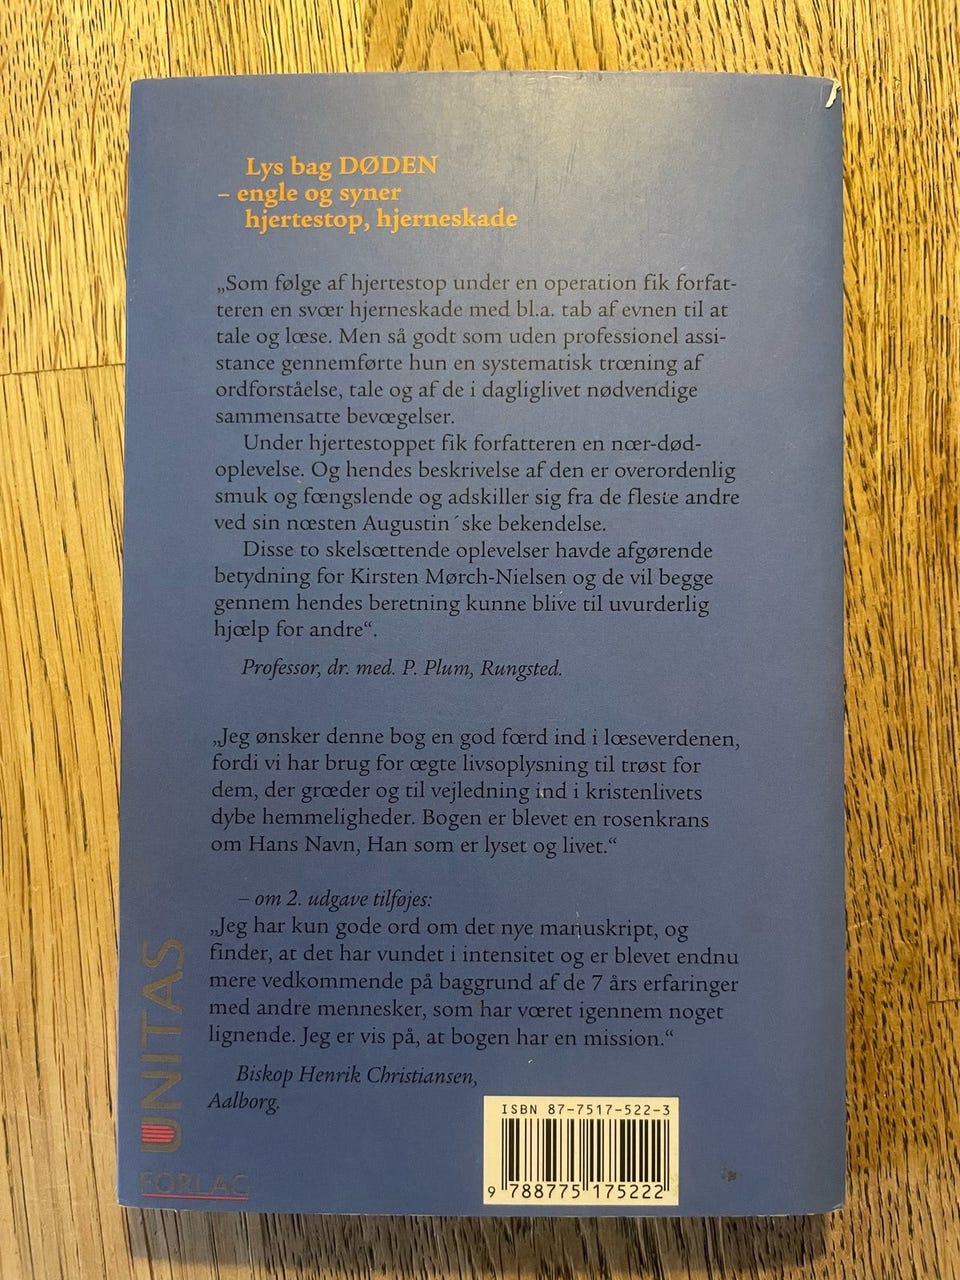 Lys bag DØDEN
– engle og syner
hjertestop, hjerneskade
„Som følge af hjertestop under en operation fik forfat-
teren en svær hjerneskade med bl.a. tab af evnen til at
tale og læse. Men så godt som uden professionel assi-
stance gennemførte hun en systematisk træning af
ordforståelse, tale og af de i dagliglivet nødvendige
sammensatte bevægelser.
Under hjertestoppet fik forfatteren en nær-død-
oplevelse. Og hendes beskrivelse af den er overordenlig
smuk og fængslende og adskiller sig fra de fleste andre
ved sin næsten Augustin´ske bekendelse.
Disse to skelsættende oplevelser havde afgørende
betydning for Kirsten Mørch-Nielsen og de vil begge
gennem hendes beretning kunne blive til uvurderlig
hjælp for andre“.
Professor, dr. med. P. Plum, Rungsted.
„Jeg ønsker denne bog en god færd ind i læseverdenen,
fordi vi har brug for ægte livsoplysning til trøst for
dem, der græder og til vejledning ind i kristenlivets
dybe hemmeligheder. Bogen er blevet en rosenkrans
om Hans Navn, Han som er lyset og livet.“
– om 2. udgave tilføjes:
„Jeg har kun gode ord om det nye manuskript, og
finder, at det har vundet i intensitet og er blevet endnu
mere vedkommende på baggrund af de 7 års erfaringer
med andre mennesker, som har været igennem noget
lignende. Jeg er vis på, at bogen har en mission.“
Biskop Henrik Christiansen,
Aalborg.
UNITAS
FORLAG
ISBN 87-7517-522-3
9 788775 175222